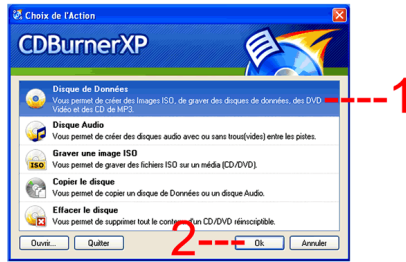 Choix de l'Action
CDBurnerXP
Disque de Données
Vous permet de créer des Images ISO, de graver des disques de données, des DVD
Vidéo et des CD de MP3.
1
Disque Audio
Vous permet de créer des disques audio avec ou sans trous(vides) entre les pistes.
Graver une image ISO
Vous permet de graver des fichiers ISO sur un média (CD/DVD).
ISO
Copier le disque
Vous permet de copier un disque de Données ou un disque Audio.
Effacer le disque
Vous permet de supprimer tout le d'un CD/DVD réinscriptible.
2
Ouvrir... Quitter Ok Annuler